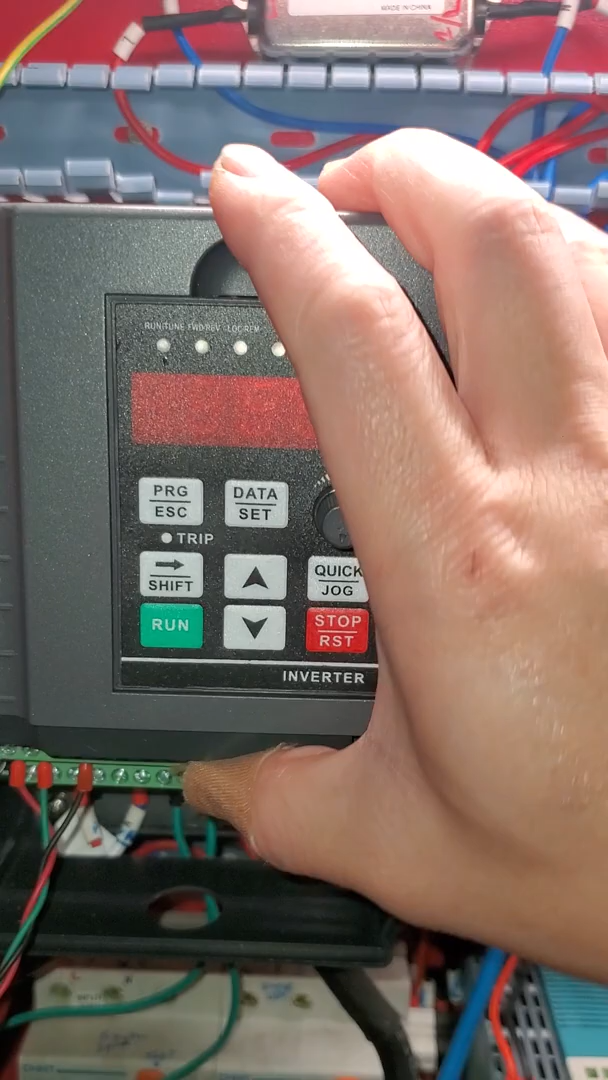 MADE IN CHINA
RUN/TUNE FWD/REV LOC/REM
PRG
ESC
DATA
SET
TRIP
SHIFT
QUICK
JOG
RUN
STOP
RST
INVERTER